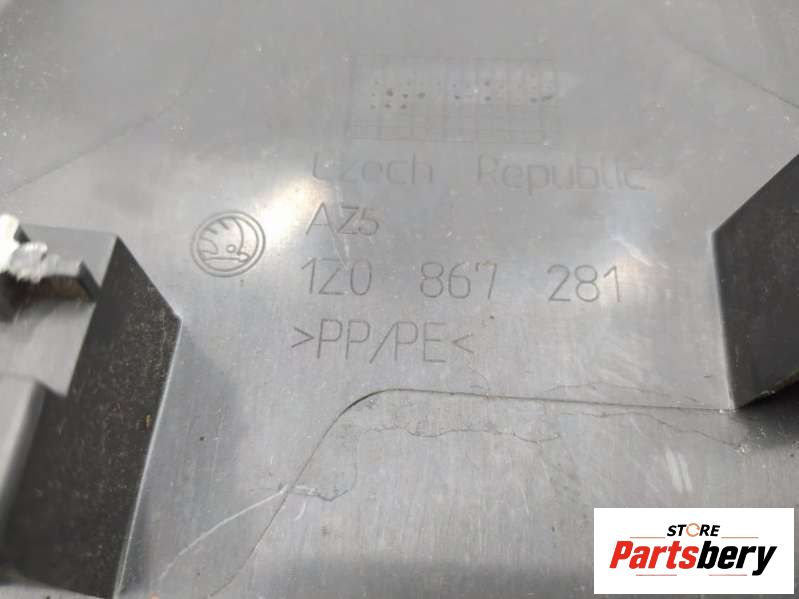 Czech Republic
AZ5
1Z0 867 281
>PP/PE<
STORE
Partsbery